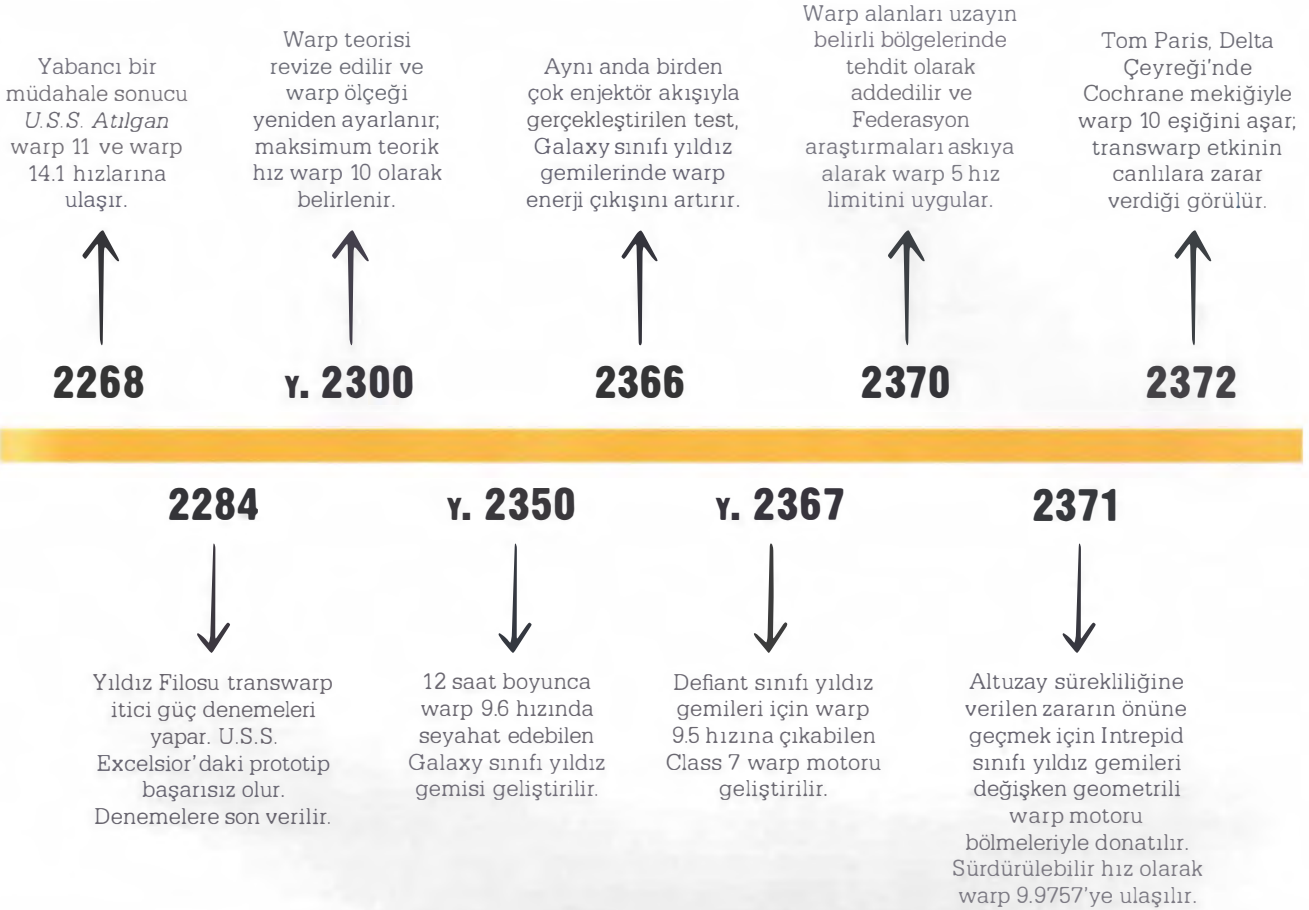 Yabancı bir
müdahale sonucu
U.S.S. Atılgan
warp 11 ve warp
14.1 hızlarına
ulaşır.
2268
Warp teorisi
revize edilir ve
warp ölçeği
yeniden ayarlanır;
maksimum teorik
hız warp 10 olarak
belirlenir.
Y. 2300
Aynı anda birden
çok enjektör akışıyla
gerçekleştirilen test,
Galaxy sınıfı yıldız
gemilerinde warp
enerji çıkışını artırır.
2366
Warp alanları uzayın
belirli bölgelerinde
tehdit olarak
addedilir ve
Federasyon
araştırmaları askıya
alarak warp 5 hız
limitini uygular.
2370
Tom Paris, Delta
Çeyreği'nde
Cochrane mekiğiyle
warp 10 eşiğini aşar;
transwarp etkinin
canlılara zarar
verdiği görülür.
2372
2284
Yıldız Filosu transwarp
itici güç denemeleri
yapar. U.S.S.
Excelsior'daki prototip
başarısız olur.
Denemelere son verilir.
Y. 2350
12 saat boyunca
warp 9.6 hızında
seyahat edebilen
Galaxy sınıfı yıldız
gemisi geliştirilir.
Y. 2367
Defiant sınıfı yıldız
gemileri için warp
9.5 hızına çıkabilen
Class 7 warp motoru
geliştirilir.
2371
Altuzay sürekliliğine
verilen zararın önüne
geçmek için Intrepid
sınıfı yıldız gemileri
değişken geometrili
warp motoru
bölmeleriyle donatılır.
Sürdürülebilir hız olarak
warp 9.9757'ye ulaşılır.